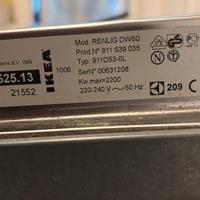 Mod. RENLIG DW60
Prod.N° 911 539 035
1006
Typ: 911D53-0L
525.13
IKEA
SerN° 00631208
21552
Kw max=2200
220-240 V ~ 50 Hz
209